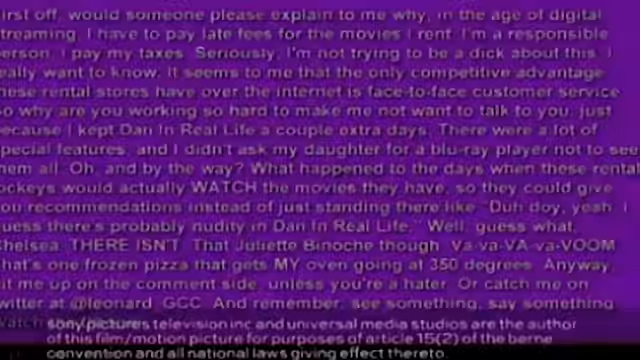 irst off, would someone please explain to me why, in the age of digital
streaming, I have to pay late fees for the movies I rent. I'm a responsible
erson. I pay my taxes. Seriously, I'm not trying to be a dick about this. I
eally want to know. It seems to me that the only competitive advantage
hese rental stores have over the internet is face-to-face customer service
so why are you working so hard to make me not want to talk to you, just
ecause I kept Dan In Real Life a couple extra days. There were a lot of
pecial features, and I didn't ask my daughter for a blu-ray player not to see
hem all. Oh, and by the way? What happened to the days when these rental
ockeys would actually WATCH the movies they have, so they could give
ou recommendations instead of just standing there like "Duh doy, yeah, I
uess there's probably nudity in Dan In Real Life." Well, guess what,
Chelsea. THERE ISN'T. That Juliette Binoche though. Va-va-VA-va-VOOM
hat's one frozen pizza that gets MY oven going at 350 degrees. Anyway,
it me up on the comment side, unless you're a hater. Or catch me on
witter at @leonard_GCC. And remember, see something, say something.
Watch
sony pictures television inc and universal media studios are the author
of this film/motion picture for purposes of article 15(2) of the berne
convention and all national laws giving effect thereto